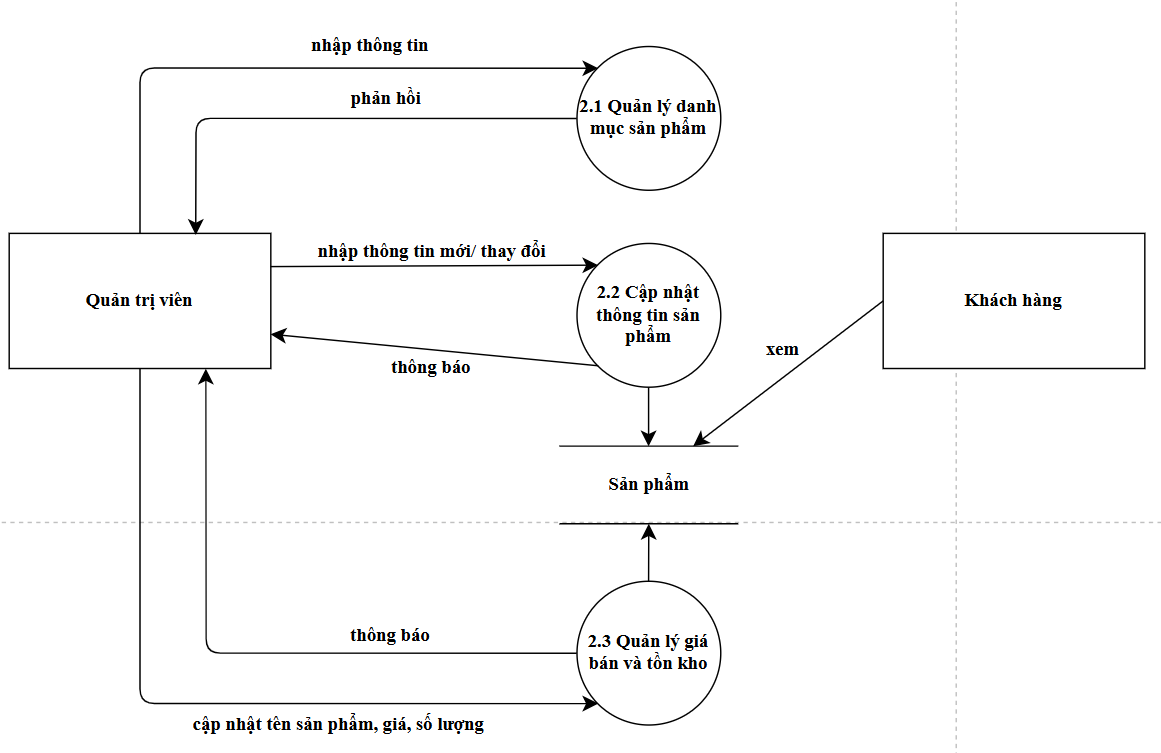 nhập thông tin
phản hồi
2.1 Quản lý danh
mục sản phẩm
nhập thông tin mới/ thay đổi
Quản trị viên
2.2 Cập nhật
thông tin sản
phẩm
Khách hàng
xem
thông báo
Sản phẩm
thông báo
2.3 Quản lý giá
bán và tồn kho
cập nhật tên sản phẩm, giá, số lượng